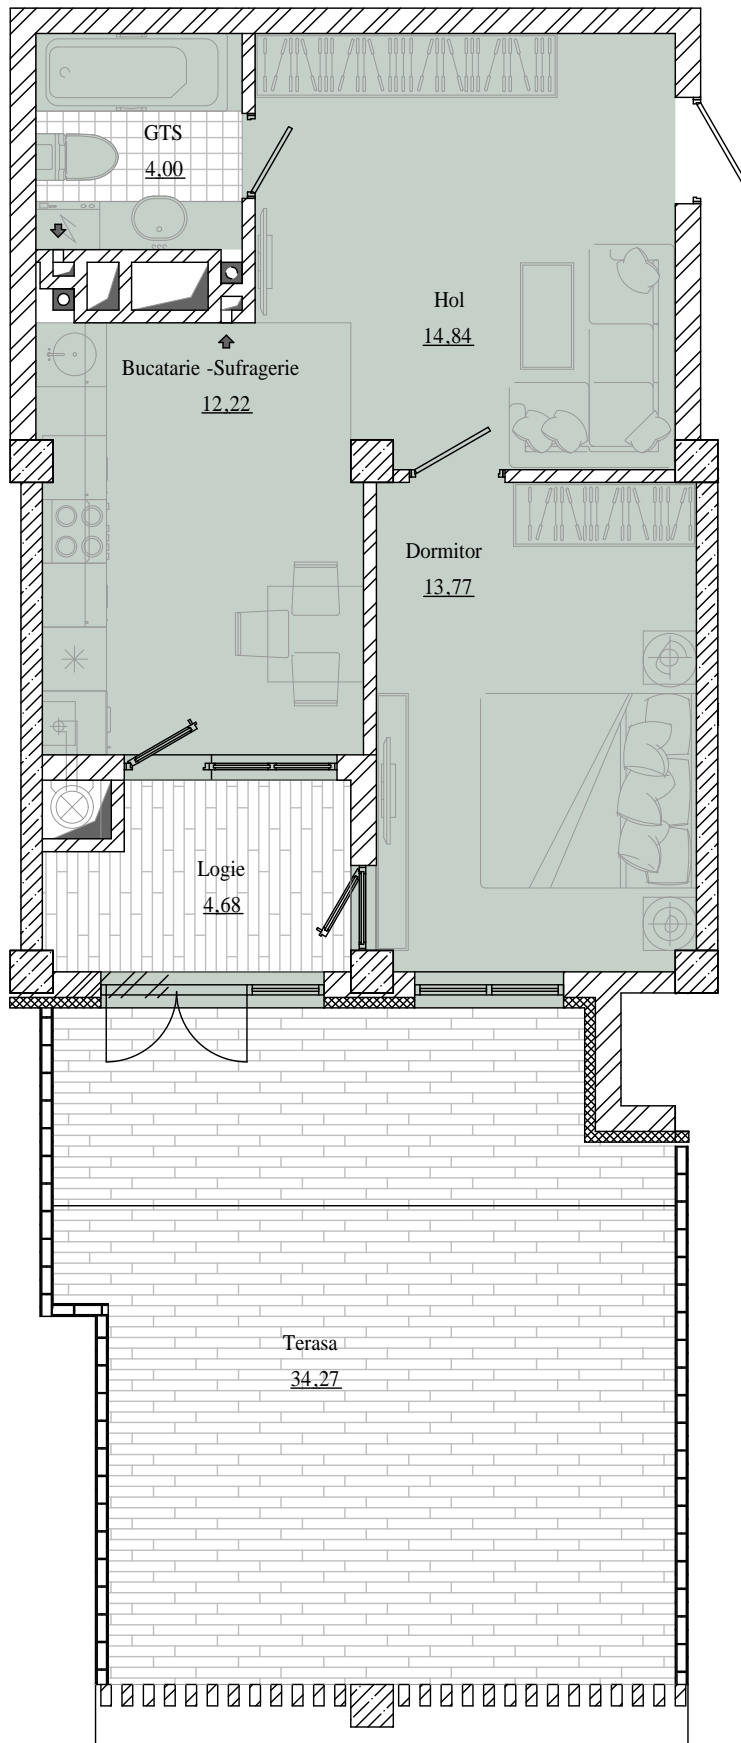 GTS
4,00
Hol
14,84
Bucatarie -Sufragerie
12,22
Dormitor
13,77
Logie
4,68
Terasa
34,27